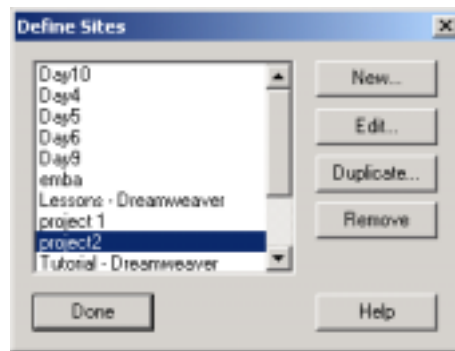 Define Sites
Day10
Day4
Day5
Day6
Day9
emba
Lessons - Dreamweaver
project 1
project2
Tutorial - Dreamweaver
New...
Edit...
Duplicate...
Remove
Done
Help